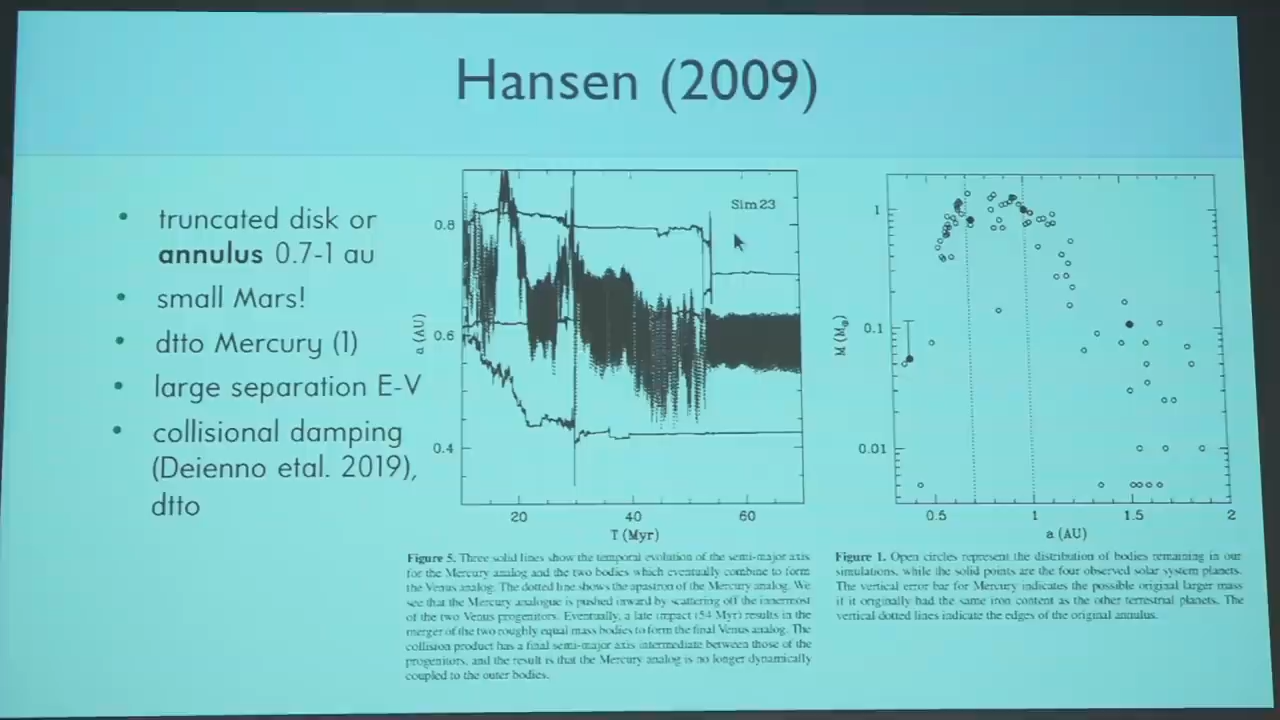 Hansen (2009)
• truncated disk or
annulus 0.7-1 au
• small Mars!
• dtto Mercury (1)
• large separation E-V
• collisional damping
(Deienno etal. 2019),
dtto
Sim23
0.8
0.6
0.4
a (AU)
20 40 60
T (Myr)
1
0.1
0.01
M (M⊕)
0.5 1 1.5 2
a (AU)
Figure 5. Three solid lines show the temporal evolution of the semi-major axis
for the Mercury analog and the two bodies which eventually combine to form
the Venus analog. The dotted line shows the apastron of the Mercury analog. We
see that the Mercury analogue is pushed inward by scattering off the innermost
of the two Venus progenitors. Eventually, a late impact (54 Myr) results in the
merger of the two roughly equal mass bodies to form the final Venus analog. The
collision product has a final semi-major axis intermediate between those of the
progenitors, and the result is that the Mercury analog is no longer dynamically
coupled to the outer bodies.
Figure 1. Open circles represent the distribution of bodies remaining in our
simulations, while the solid points are the four observed solar system planets.
The vertical error bar for Mercury indicates the possible original larger mass
if it originally had the same iron content as the other terrestrial planets. The
vertical dotted lines indicate the edges of the original annulus.